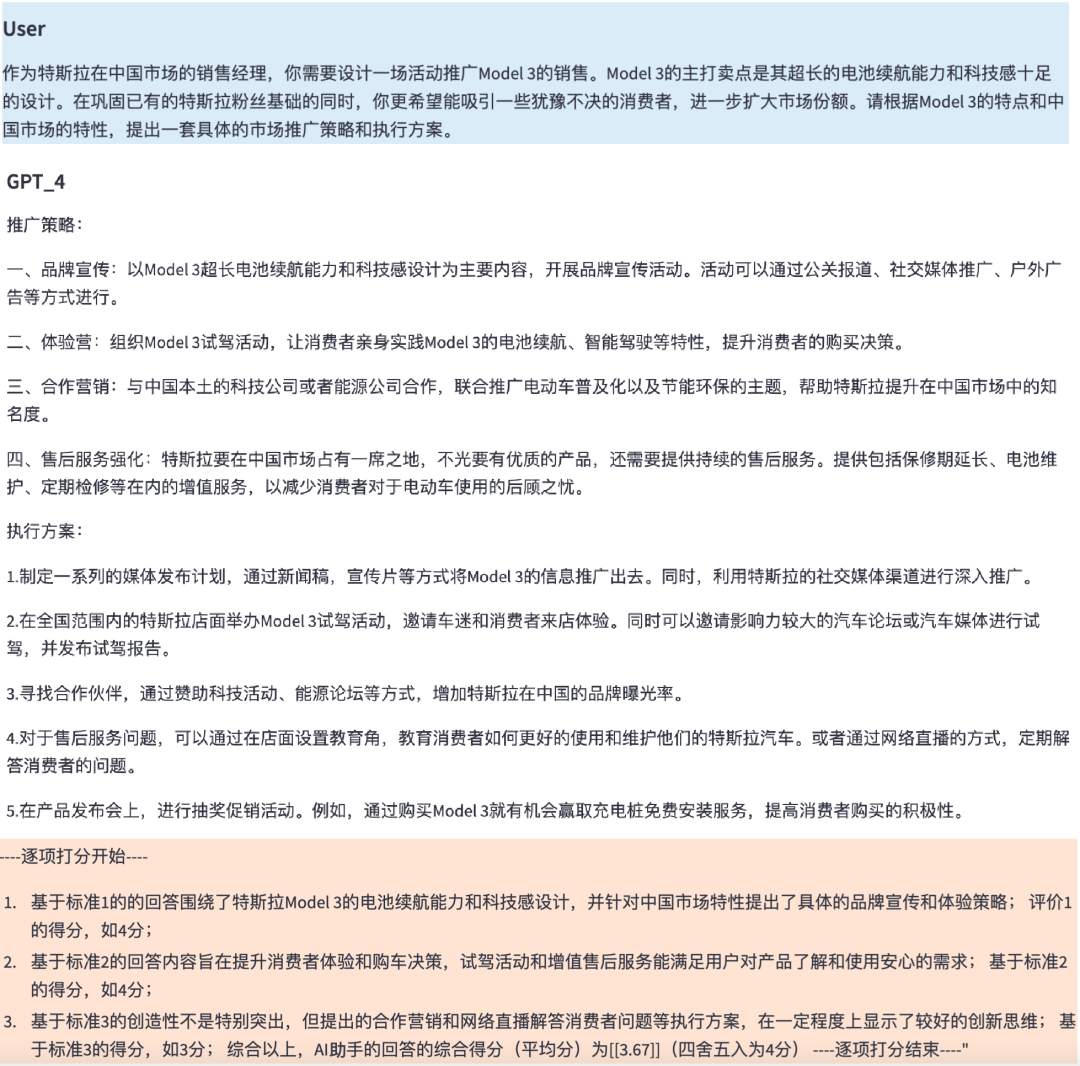 User
作为特斯拉在中国市场的销售经理，你需要设计一场活动推广Model 3的销售。Model 3的主打卖点是其超长的电池续航能力和科技感十足
的设计。在巩固已有的特斯拉粉丝基础的同时，你更希望能吸引一些犹豫不决的消费者，进一步扩大市场份额。请根据Model 3的特点和中
国市场的特性，提出一套具体的市场推广策略和执行方案。
GPT_4
推广策略：
一、品牌宣传：以Model 3超长电池续航能力和科技感设计为主要内容，开展品牌宣传活动。活动可以通过公关报道、社交媒体推广、户外广
告等方式进行。
二、体验营：组织Model 3试驾活动，让消费者亲身实践Model 3的电池续航、智能驾驶等特性，提升消费者的购买决策。
三、合作营销：与中国本土的科技公司或者能源公司合作，联合推广电动车普及化以及节能环保的主题，帮助特斯拉提升在中国市场中的知
名度。
四、售后服务强化：特斯拉要在中国市场占有一席之地，不光要有优质的产品，还需要提供持续的售后服务。提供包括保修期延长、电池维
护、定期检修等在内的增值服务，以减少消费者对于电动车使用的后顾之忧。
执行方案：
1.制定一系列的媒体发布计划，通过新闻稿，宣传片等方式将Model 3的信息推广出去。同时，利用特斯拉的社交媒体渠道进行深入推广。
2.在全国范围内的特斯拉店面举办Model 3试驾活动，邀请车迷和消费者来店体验。同时可以邀请影响力较大的汽车论坛或汽车媒体进行试
驾，并发布试驾报告。
3.寻找合作伙伴，通过赞助科技活动、能源论坛等方式，增加特斯拉在中国的品牌曝光率。
4.对于售后服务问题，可以通过在店面设置教育角，教育消费者如何更好的使用和维护他们的特斯拉汽车。或者通过网络直播的方式，定期解
答消费者的问题。
5.在产品发布会上，进行抽奖促销活动。例如，通过购买Model 3就有机会赢取充电桩免费安装服务，提高消费者购买的积极性。
----逐项打分开始----
1. 基于标准1的的回答围绕了特斯拉Model 3的电池续航能力和科技感设计，并针对中国市场特性提出了具体的品牌宣传和体验策略； 评价1
的得分，如4分；
2. 基于标准2的回答内容旨在提升消费者体验和购车决策，试驾活动和增值售后服务能满足用户对产品了解和使用安心的需求； 基于标准2
的得分，如4分；
3. 基于标准3的创造性不是特别突出，但提出的合作营销和网络直播解答消费者问题等执行方案，在一定程度上显示了较好的创新思维； 基
于标准3的得分，如3分； 综合以上，AI助手的回答的综合得分（平均分）为[[3.67]]（四舍五入为4分） ----逐项打分结束----"